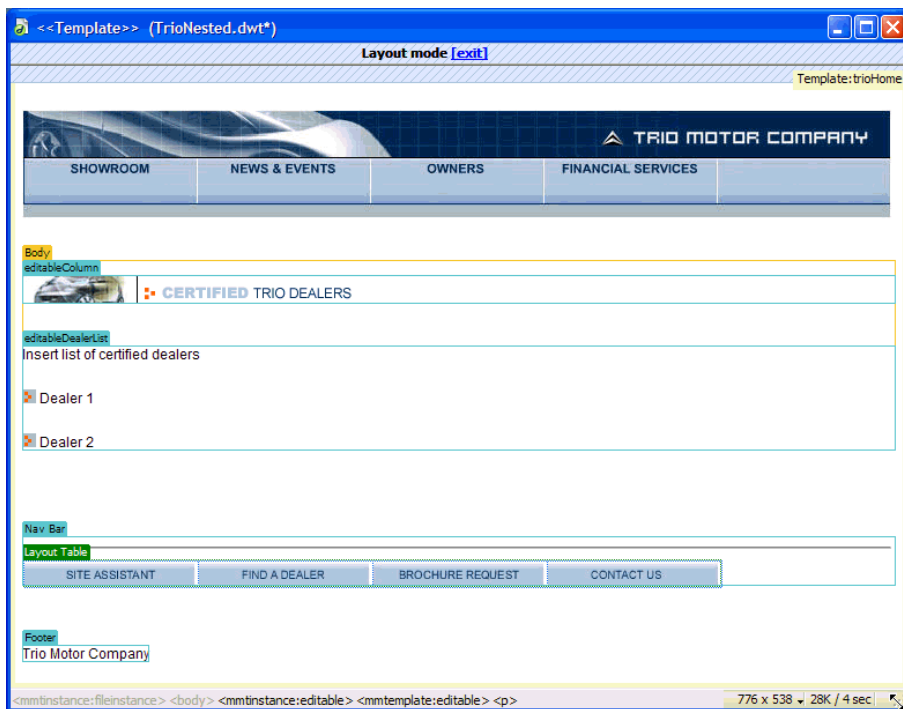 <<Template>> (TrioNested.dwt*)
Layout mode [exit]
Template:trioHome
TRIO MOTOR COMPANY
SHOWROOM NEWS & EVENTS OWNERS FINANCIAL SERVICES
Body
editableColumn
CERTIFIED TRIO DEALERS
editableDealerList
Insert list of certified dealers
Dealer 1
Dealer 2
Nav Bar
Layout Table
SITE ASSISTANT FIND A DEALER BROCHURE REQUEST CONTACT US
Footer
Trio Motor Company
<mmtinstance:fileinstance> <body> <mmtinstance:editable> <mmtemplate:editable> <p> 776 x 538 28K / 4 sec